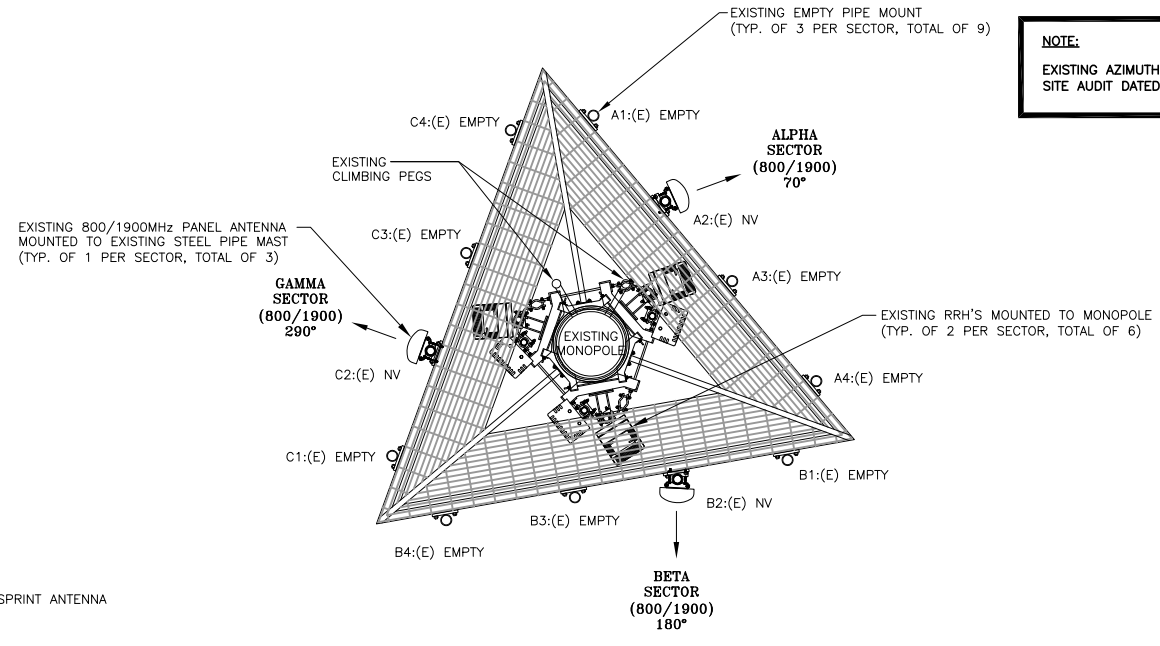 EXISTING EMPTY PIPE MOUNT
(TYP. OF 3 PER SECTOR, TOTAL OF 9)
NOTE:
EXISTING AZIMUTH
SITE AUDIT DATED
C4:(E) EMPTY
A1:(E) EMPTY
ALPHA
SECTOR
(800/1900)
70°
EXISTING
CLIMBING PEGS
A2:(E) NV
EXISTING 800/1900MHz PANEL ANTENNA
MOUNTED TO EXISTING STEEL PIPE MAST
(TYP. OF 1 PER SECTOR, TOTAL OF 3)
C3:(E) EMPTY
A3:(E) EMPTY
GAMMA
SECTOR
(800/1900)
290°
EXISTING RRH'S MOUNTED TO MONOPOLE
(TYP. OF 2 PER SECTOR, TOTAL OF 6)
EXISTING
MONOPOLE
C2:(E) NV
A4:(E) EMPTY
C1:(E) EMPTY
B1:(E) EMPTY
B2:(E) NV
B3:(E) EMPTY
B4:(E) EMPTY
BETA
SECTOR
(800/1900)
180°
SPRINT ANTENNA